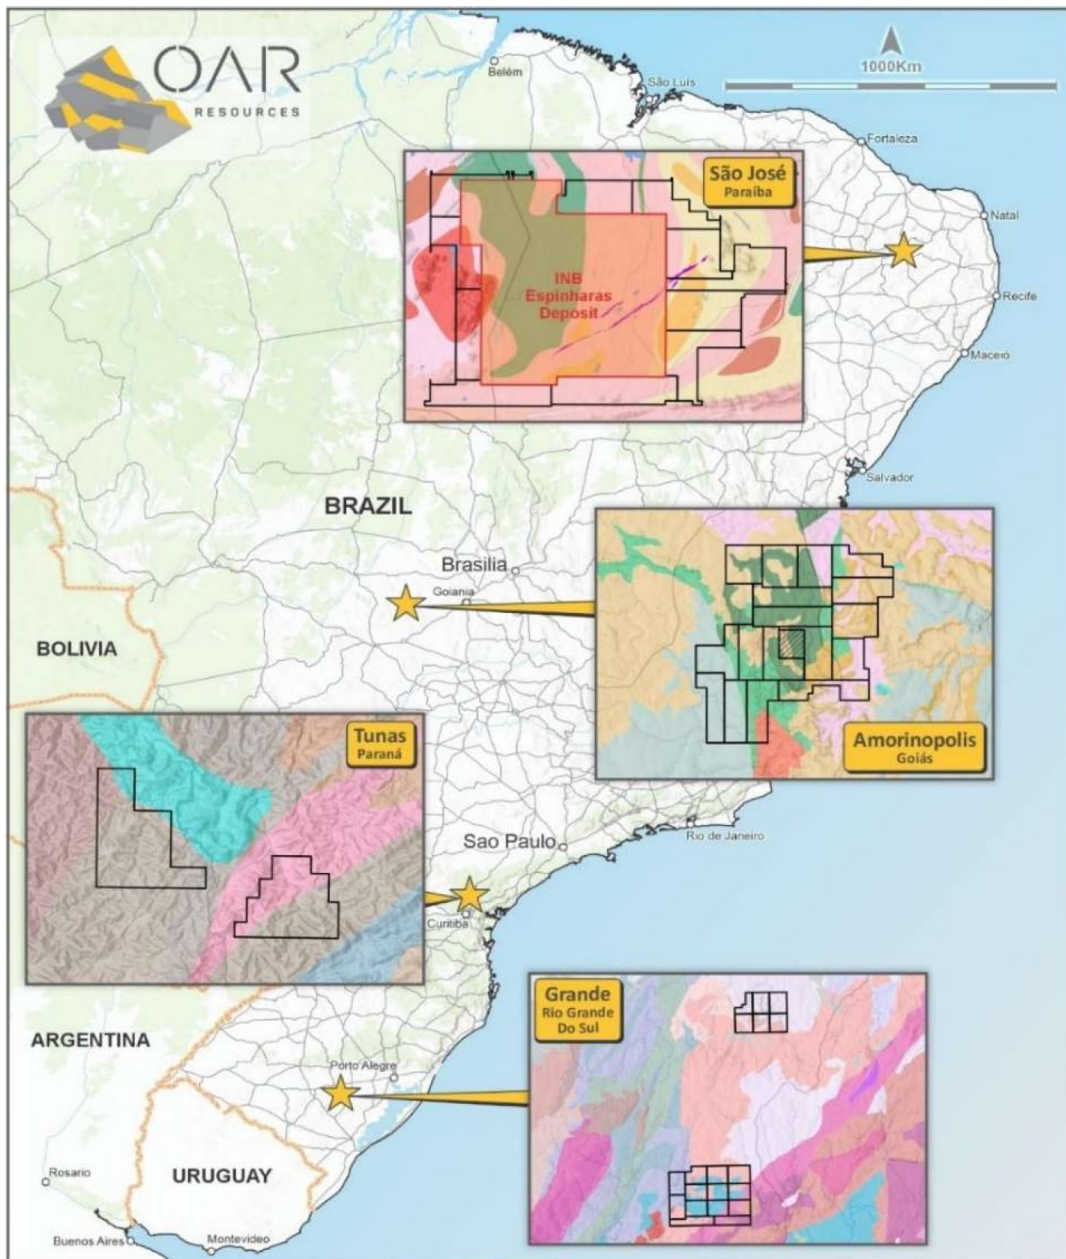 OAR
RESOURCES
1000Km
Belém
São Luís
Fortaleza
São José
Paraíba
Natal
INB
Espinharas
Deposit
Recife
Maceió
Salvador
BRAZIL
Brasilia
Goiania
BOLIVIA
Tunas
Paraná
Amorinopolis
Goiás
Sao Paulo
Rio de Janeiro
Curitiba
Grande
Rio Grande
Do Sul
ARGENTINA
Porto Alegre
Rosario
URUGUAY
Buenos Aires
Montevideo